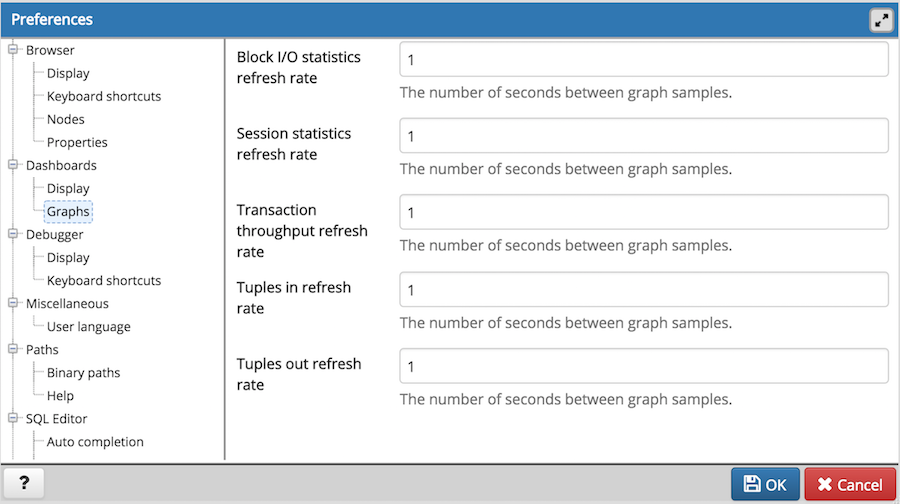 Preferences
Browser
Display
Keyboard shortcuts
Nodes
Properties
Dashboards
Display
Graphs
Debugger
Display
Keyboard shortcuts
Miscellaneous
User language
Paths
Binary paths
Help
SQL Editor
Auto completion
Block I/O statistics
refresh rate
1
The number of seconds between graph samples.
Session statistics
refresh rate
1
The number of seconds between graph samples.
Transaction
throughput refresh
rate
1
The number of seconds between graph samples.
Tuples in refresh
rate
1
The number of seconds between graph samples.
Tuples out refresh
rate
1
The number of seconds between graph samples.
?
OK
Cancel